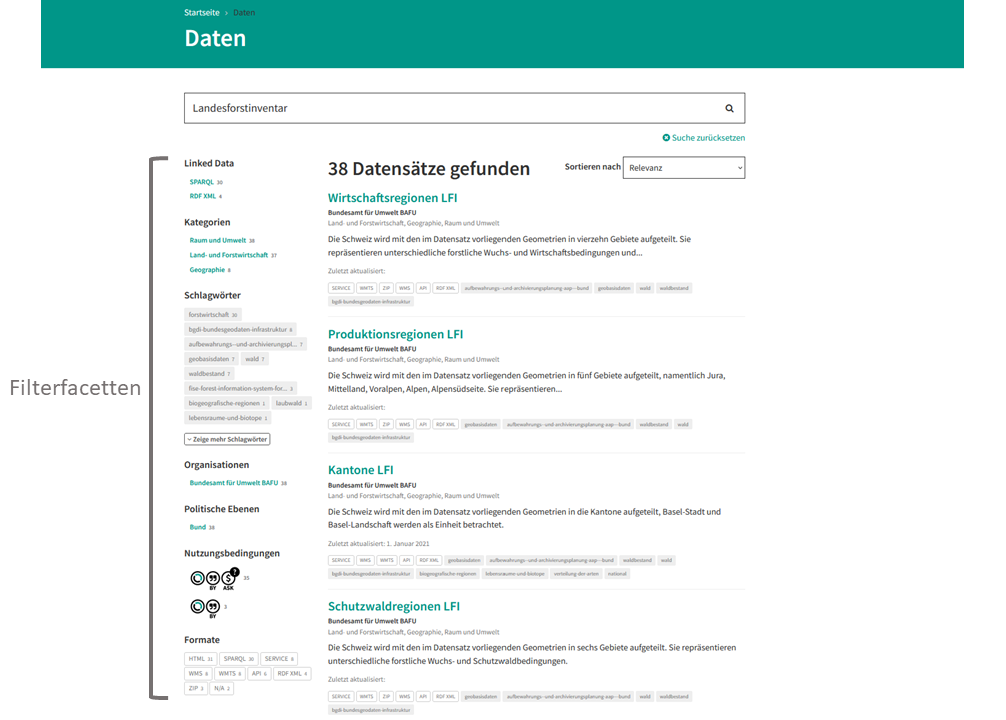 Startseite › Daten
Daten
Landesforstinventar
Suche zurücksetzen
Filterfacetten
Linked Data
SPARQL 30
RDF XML 4
Kategorien
Raum und Umwelt 38
Land- und Forstwirtschaft 37
Geographie 8
Schlagwörter
forstwirtschaft 30
bgdi-bundesgeodaten-infrastruktur 8
aufbewahrungs--und-archivierungspl... 7
geobasisdaten 7 wald 7
waldbestand 7
fise-forest-information-system-for... 3
biogeografische-regionen 1 laubwald 1
lebensraume-und-biotope 1
Zeige mehr Schlagwörter
Organisationen
Bundesamt für Umwelt BAFU 38
Politische Ebenen
Bund 38
Nutzungsbedingungen
BY ASK 35
BY 3
Formate
HTML 31 SPARQL 30 SERVICE 8
WMS 8 WMTS 8 API 6 RDF XML 4
ZIP 3 N/A 2
38 Datensätze gefunden
Sortieren nach Relevanz
Wirtschaftsregionen LFI
Bundesamt für Umwelt BAFU
Land- und Forstwirtschaft, Geographie, Raum und Umwelt
Die Schweiz wird mit den im Datensatz vorliegenden Geometrien in vierzehn Gebiete aufgeteilt. Sie
repräsentieren unterschiedliche forstliche Wuchs- und Wirtschaftsbedingungen und...
Zuletzt aktualisiert:
SERVICE WMTS ZIP WMS API RDF XML aufbewahrungs--und-archivierungsplanung-aap---bund geobasisdaten wald waldbestand
bgdi-bundesgeodaten-infrastruktur
Produktionsregionen LFI
Bundesamt für Umwelt BAFU
Land- und Forstwirtschaft, Geographie, Raum und Umwelt
Die Schweiz wird mit den im Datensatz vorliegenden Geometrien in fünf Gebiete aufgeteilt, namentlich Jura,
Mittelland, Voralpen, Alpen, Alpensüdseite. Sie repräsentieren...
Zuletzt aktualisiert:
SERVICE WMTS ZIP WMS API RDF XML geobasisdaten aufbewahrungs--und-archivierungsplanung-aap---bund waldbestand wald
bgdi-bundesgeodaten-infrastruktur
Kantone LFI
Bundesamt für Umwelt BAFU
Land- und Forstwirtschaft, Geographie, Raum und Umwelt
Die Schweiz wird mit den im Datensatz vorliegenden Geometrien in die Kantone aufgeteilt, Basel-Stadt und
Basel-Landschaft werden als Einheit betrachtet.
Zuletzt aktualisiert: 1. Januar 2021
SERVICE WMS WMTS API RDF XML geobasisdaten aufbewahrungs--und-archivierungsplanung-aap---bund waldbestand wald
bgdi-bundesgeodaten-infrastruktur biogeografische-regionen lebensraume-und-biotope verteilung-der-arten national
Schutzwaldregionen LFI
Bundesamt für Umwelt BAFU
Land- und Forstwirtschaft, Geographie, Raum und Umwelt
Die Schweiz wird mit den im Datensatz vorliegenden Geometrien in sechs Gebiete aufgeteilt. Sie repräsentieren
unterschiedliche forstliche Wuchs- und Schutzwaldbedingungen.
Zuletzt aktualisiert:
SERVICE WMTS ZIP WMS API RDF XML geobasisdaten aufbewahrungs--und-archivierungsplanung-aap---bund wald waldbestand
bgdi-bundesgeodaten-infrastruktur